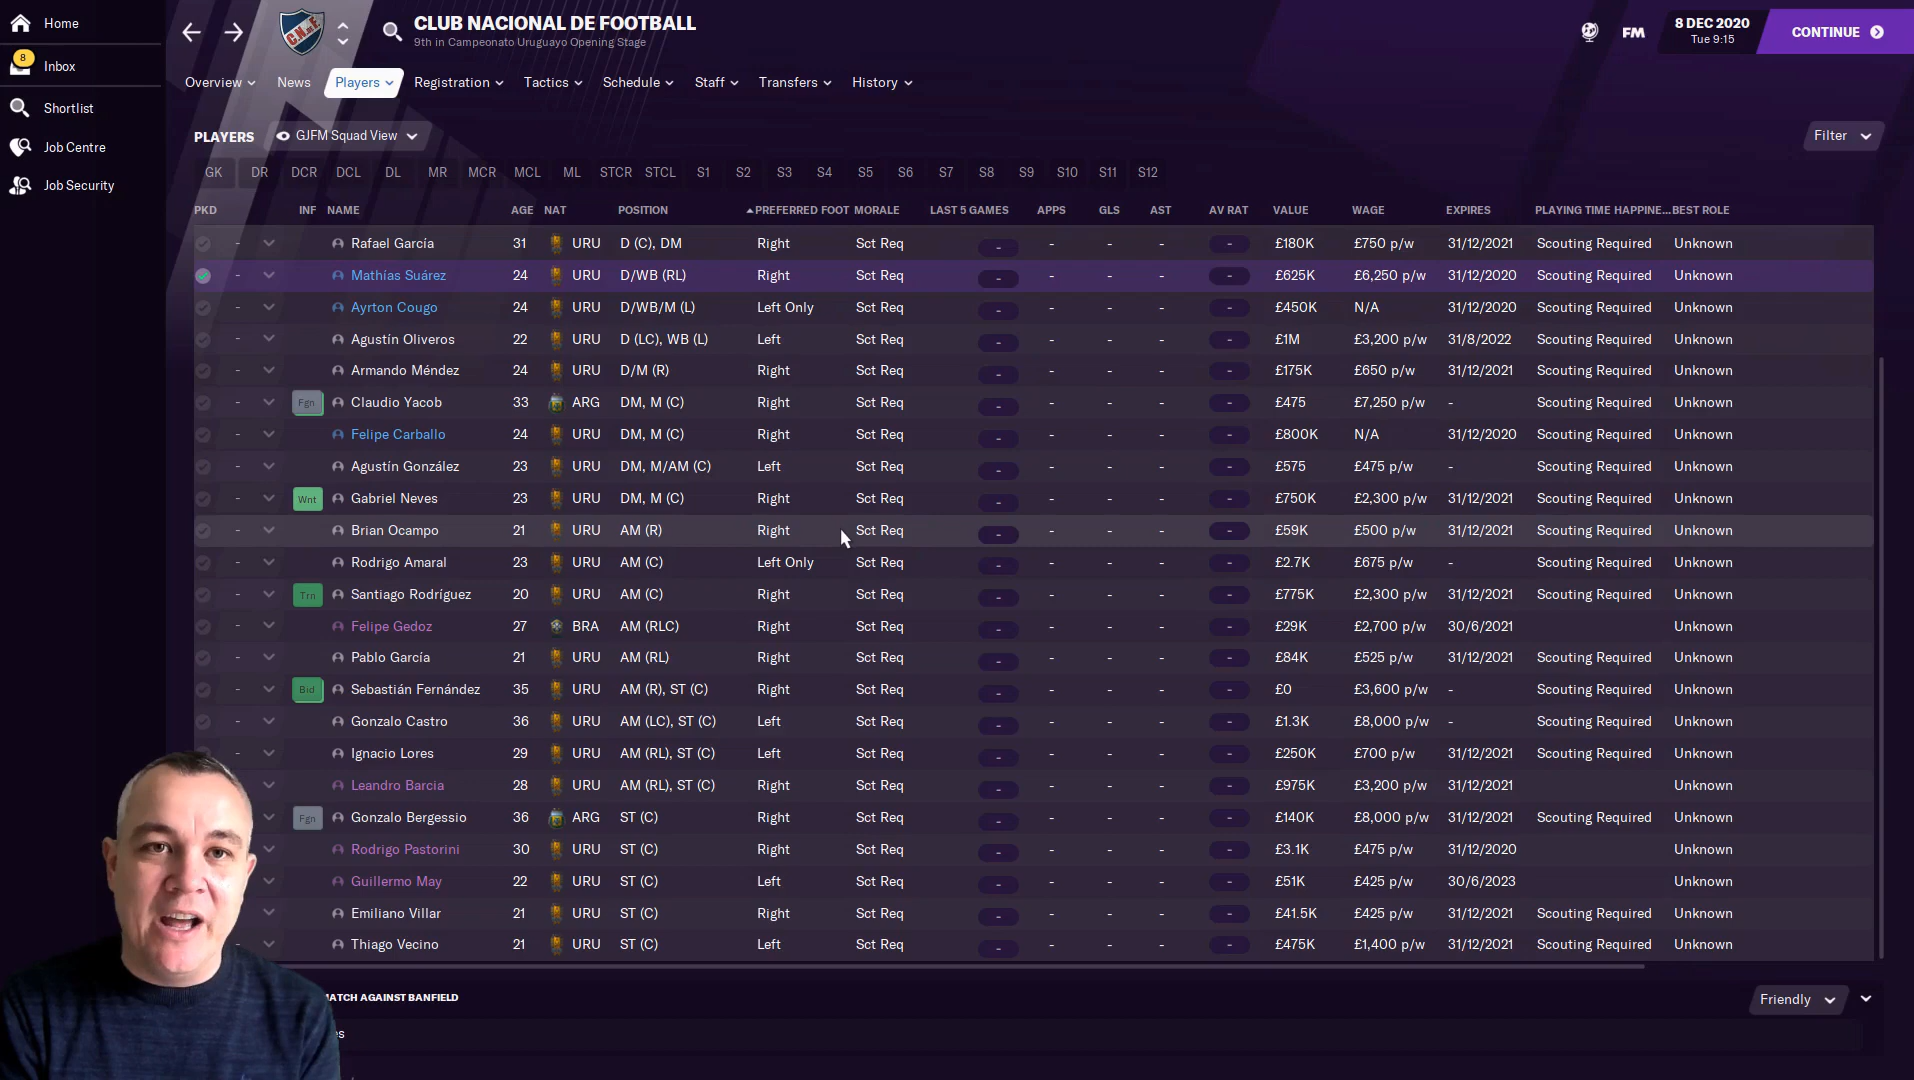 Home
8
Inbox
Shortlist
Job Centre
Job Security
C.N.de F.
CLUB NACIONAL DE FOOTBALL
9th in Campeonato Uruguayo Opening Stage
FM
8 DEC 2020
Tue 9:15
CONTINUE
Overview News Players Registration Tactics Schedule Staff Transfers History
PLAYERS GJFM Squad View Filter
GK DR DCR DCL DL MR MCR MCL ML STCR STCL S1 S2 S3 S4 S5 S6 S7 S8 S9 S10 S11 S12
PKD INF NAME AGE NAT POSITION PREFERRED FOOT MORALE LAST 5 GAMES APPS GLS AST AV RAT VALUE WAGE EXPIRES PLAYING TIME HAPPINE... BEST ROLE
- Rafael García 31 URU D (C), DM Right Sct Req - - - - - £180K £750 p/w 31/12/2021 Scouting Required Unknown
- Mathías Suárez 24 URU D/WB (RL) Right Sct Req - - - - - £625K £6,250 p/w 31/12/2020 Scouting Required Unknown
- Ayrton Cougo 24 URU D/WB/M (L) Left Only Sct Req - - - - - £450K N/A 31/12/2020 Scouting Required Unknown
- Agustín Oliveros 22 URU D (LC), WB (L) Left Sct Req - - - - - £1M £3,200 p/w 31/8/2022 Scouting Required Unknown
- Armando Méndez 24 URU D/M (R) Right Sct Req - - - - - £175K £650 p/w 31/12/2021 Scouting Required Unknown
- Fgn Claudio Yacob 33 ARG DM, M (C) Right Sct Req - - - - - £475 £7,250 p/w - Scouting Required Unknown
- Felipe Carballo 24 URU DM, M (C) Right Sct Req - - - - - £800K N/A 31/12/2020 Scouting Required Unknown
- Agustín González 23 URU DM, M/AM (C) Left Sct Req - - - - - £575 £475 p/w - Scouting Required Unknown
- Wnt Gabriel Neves 23 URU DM, M (C) Right Sct Req - - - - - £750K £2,300 p/w 31/12/2021 Scouting Required Unknown
- Brian Ocampo 21 URU AM (R) Right Sct Req - - - - - £59K £500 p/w 31/12/2021 Scouting Required Unknown
- Rodrigo Amaral 23 URU AM (C) Left Only Sct Req - - - - - £2.7K £675 p/w - Scouting Required Unknown
- Trn Santiago Rodríguez 20 URU AM (C) Right Sct Req - - - - - £775K £2,300 p/w 31/12/2021 Scouting Required Unknown
- Felipe Gedoz 27 BRA AM (RLC) Right Sct Req - - - - - £29K £2,700 p/w 30/6/2021 Unknown
- Pablo García 21 URU AM (RL) Right Sct Req - - - - - £84K £525 p/w 31/12/2021 Scouting Required Unknown
- Bid Sebastián Fernández 35 URU AM (R), ST (C) Right Sct Req - - - - - £0 £3,600 p/w - Scouting Required Unknown
- Gonzalo Castro 36 URU AM (LC), ST (C) Left Sct Req - - - - - £1.3K £8,000 p/w - Scouting Required Unknown
- Ignacio Lores 29 URU AM (RL), ST (C) Left Sct Req - - - - - £250K £700 p/w 31/12/2021 Scouting Required Unknown
- Leandro Barcia 28 URU AM (RL), ST (C) Right Sct Req - - - - - £975K £3,200 p/w 31/12/2021 Unknown
Fgn Gonzalo Bergessio 36 ARG ST (C) Right Sct Req - - - - - £140K £8,000 p/w 31/12/2021 Scouting Required Unknown
- Rodrigo Pastorini 30 URU ST (C) Right Sct Req - - - - - £3.1K £475 p/w 31/12/2020 Unknown
- Guillermo May 22 URU ST (C) Left Sct Req - - - - - £51K £425 p/w 30/6/2023 Unknown
- Emiliano Villar 21 URU ST (C) Right Sct Req - - - - - £41.5K £425 p/w 31/12/2021 Scouting Required Unknown
- Thiago Vecino 21 URU ST (C) Left Sct Req - - - - - £475K £1,400 p/w 31/12/2021 Scouting Required Unknown
MATCH AGAINST BANFIELD
Friendly
es